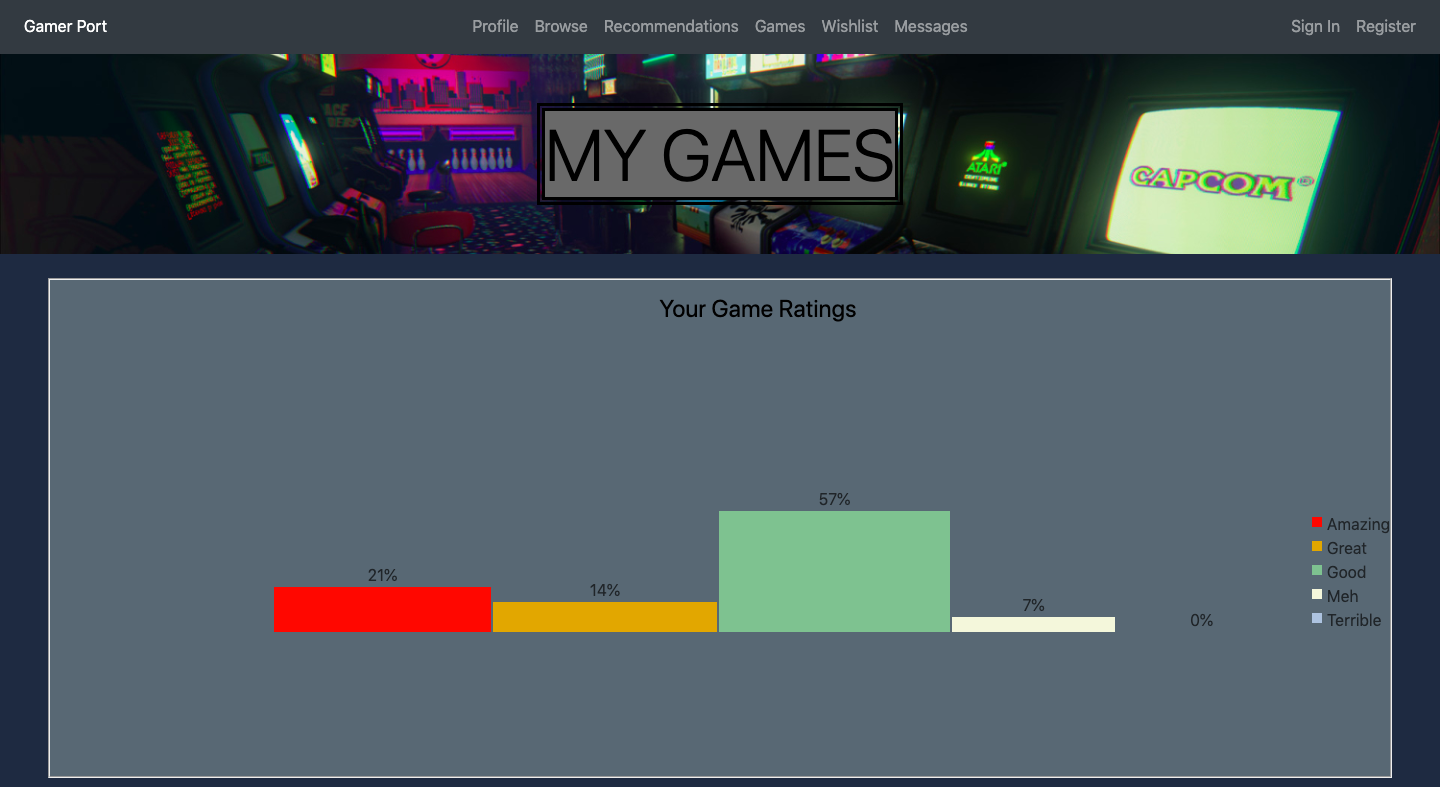 Gamer Port Profile Browse Recommendations Games Wishlist Messages Sign In Register
MY GAMES
ATARI
CAPCOM
Your Game Ratings
57%
21%
14%
7%
0%
Amazing
Great
Good
Meh
Terrible